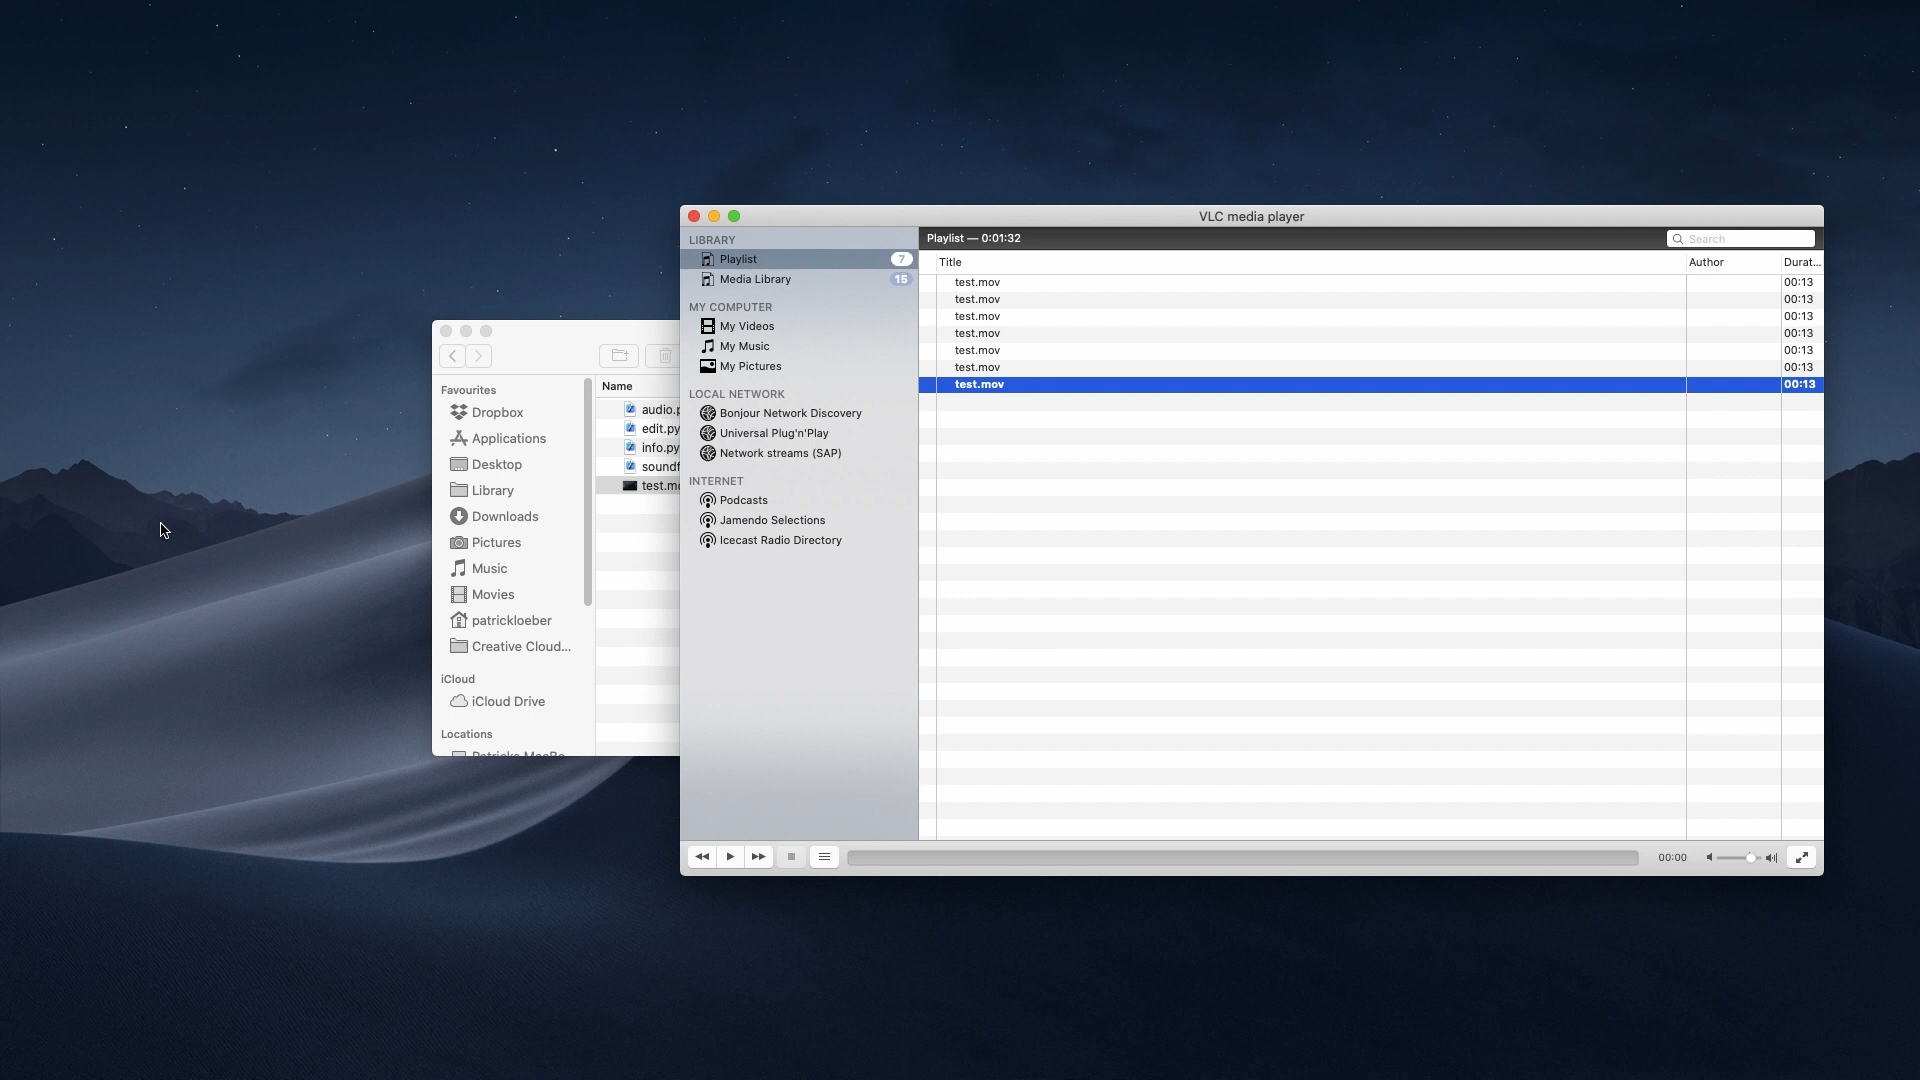 VLC media player
LIBRARY
Playlist 7
Media Library 15
MY COMPUTER
My Videos
My Music
My Pictures
LOCAL NETWORK
Bonjour Network Discovery
Universal Plug'n'Play
Network streams (SAP)
INTERNET
Podcasts
Jamendo Selections
Icecast Radio Directory
Playlist — 0:01:32
Search
Title Author Durat...
test.mov 00:13
test.mov 00:13
test.mov 00:13
test.mov 00:13
test.mov 00:13
test.mov 00:13
test.mov 00:13
00:00
Favourites
Dropbox
Applications
Desktop
Library
Downloads
Pictures
Music
Movies
patrickloeber
Creative Cloud...
iCloud
iCloud Drive
Locations
Name
audio.p
edit.py
info.py
soundf
test.mo